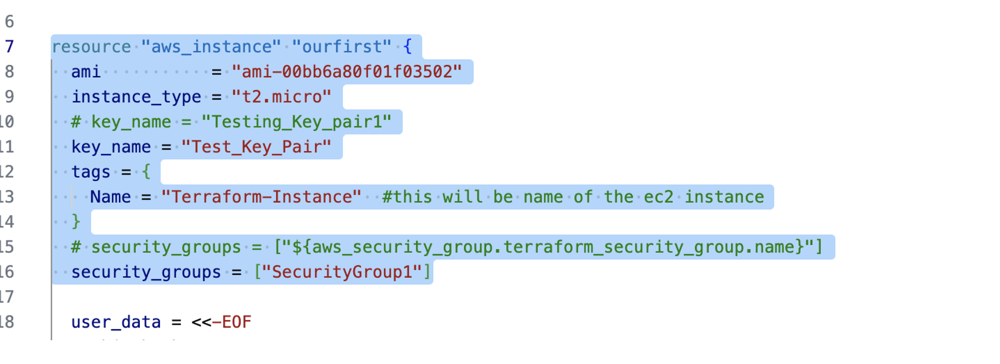 6
7 resource "aws_instance" "ourfirst" {
8 ami = "ami-00bb6a80f01f03502"
9 instance_type = "t2.micro"
10 # key_name = "Testing_Key_pair1"
11 key_name = "Test_Key_Pair"
12 tags = {
13 Name = "Terraform-Instance" #this will be name of the ec2 instance
14 }
15 # security_groups = ["${aws_security_group.terraform_security_group.name}"]
16 security_groups = ["SecurityGroup1"]
17
18 user_data = <<-EOF